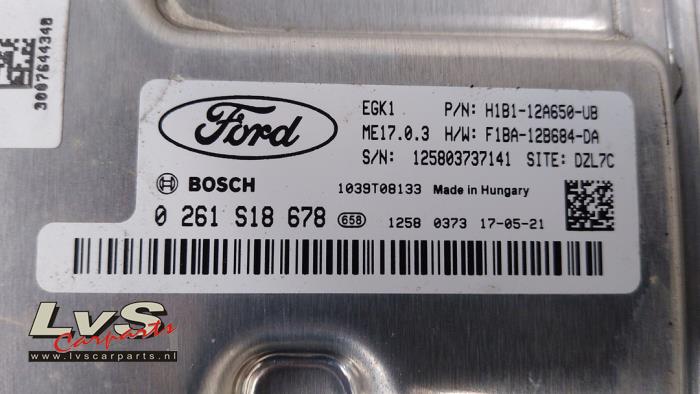 3007644340
Ford
EGK1 P/N: H1B1-12A650-UB
ME17.0.3 H/W: F1BA-12B684-DA
S/N: 125803737141 SITE: DZL7C
BOSCH 1039T08133 Made in Hungary
0 261 S18 678 658 1258 0373 17-05-21
LvS
Carparts
www.lvscarparts.nl